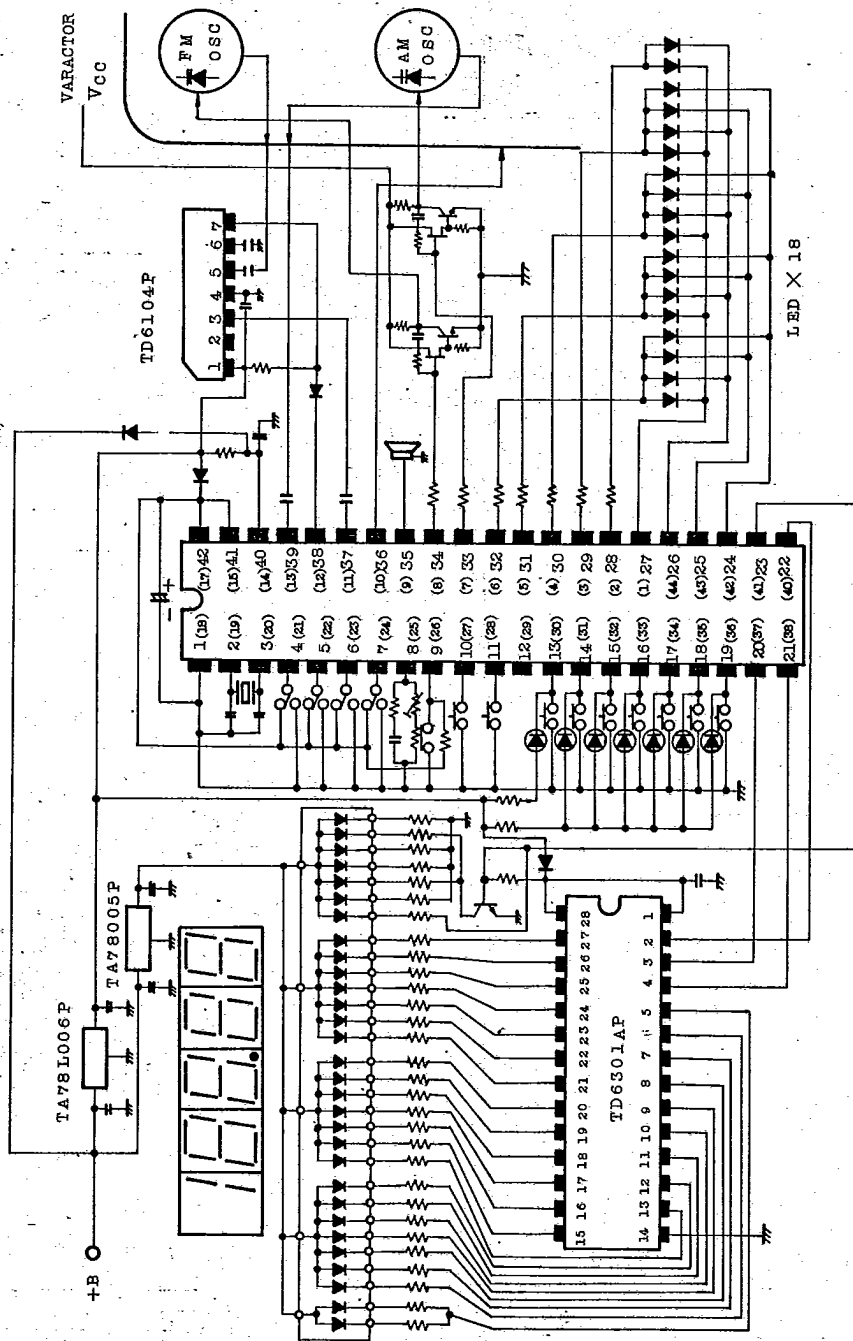 VARACTOR
VCC
FM
OSC
AM
OSC
TD6104P
1 2 3 4 5 6 7
LED × 18
+ −
1(18) (17)42
2(19) (15)41
3(20) (14)40
4(21) (13)39
5(22) (12)38
6(23) (11)37
7(24) (10)36
8(25) (9) 35
9(26) (8) 34
10(27) (7) 33
11(28) (6) 32
12(29) (5) 31
13(30) (4) 30
14(31) (3) 29
15(32) (2) 28
16(33) (1) 27
17(34) (44)26
18(35) (43)25
19(36) (42)24
20(37) (41)23
21(38) (40)22
+B
TA78L006P
TA78005P
TD6301AP
15 16 17 18 19 20 21 22 23 24 25 26 27 28
14 13 12 11 10 9 8 7 5 4 3 2 1